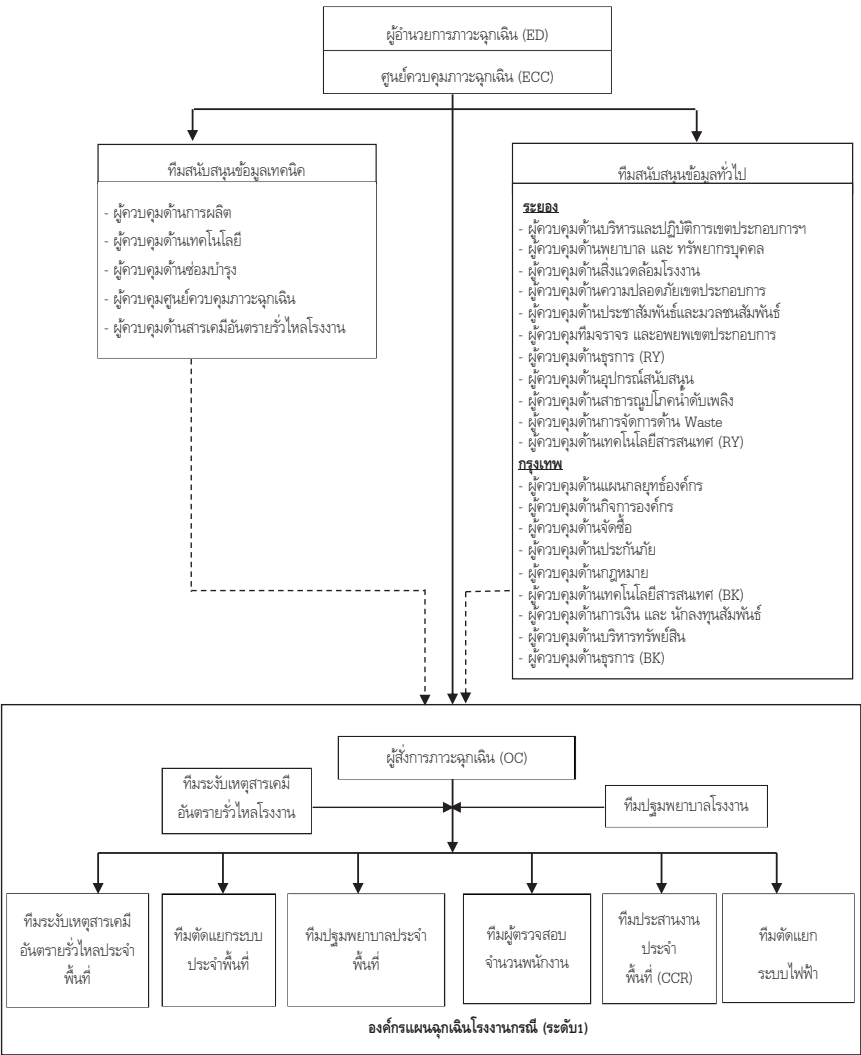 ผู้อำนวยการภาวะฉุกเฉิน (ED)
ศูนย์ควบคุมภาวะฉุกเฉิน (ECC)
ทีมสนับสนุนข้อมูลเทคนิค
- ผู้ควบคุมด้านการผลิต
- ผู้ควบคุมด้านเทคโนโลยี
- ผู้ควบคุมด้านซ่อมบำรุง
- ผู้ควบคุมศูนย์ควบคุมภาวะฉุกเฉิน
- ผู้ควบคุมด้านสารเคมีอันตรายรั่วไหลโรงงาน
ทีมสนับสนุนข้อมูลทั่วไป
ระยอง
- ผู้ควบคุมด้านบริหารและปฏิบัติการเขตประกอบการฯ
- ผู้ควบคุมด้านพยาบาล และ ทรัพยากรบุคคล
- ผู้ควบคุมด้านสิ่งแวดล้อมโรงงาน
- ผู้ควบคุมด้านความปลอดภัยเขตประกอบการ
- ผู้ควบคุมด้านประชาสัมพันธ์และมวลชนสัมพันธ์
- ผู้ควบคุมทีมจราจร และอพยพเขตประกอบการ
- ผู้ควบคุมด้านธุรการ (RY)
- ผู้ควบคุมด้านอุปกรณ์สนับสนุน
- ผู้ควบคุมด้านสาธารณูปโภคน้ำดับเพลิง
- ผู้ควบคุมด้านการจัดการด้าน Waste
- ผู้ควบคุมด้านเทคโนโลยีสารสนเทศ (RY)
กรุงเทพ
- ผู้ควบคุมด้านแผนกลยุทธ์องค์กร
- ผู้ควบคุมด้านกิจการองค์กร
- ผู้ควบคุมด้านจัดซื้อ
- ผู้ควบคุมด้านประกันภัย
- ผู้ควบคุมด้านกฎหมาย
- ผู้ควบคุมด้านเทคโนโลยีสารสนเทศ (BK)
- ผู้ควบคุมด้านการเงิน และ นักลงทุนสัมพันธ์
- ผู้ควบคุมด้านบริหารทรัพย์สิน
- ผู้ควบคุมด้านธุรการ (BK)
ผู้สั่งการภาวะฉุกเฉิน (OC)
ทีมระงับเหตุสารเคมี
อันตรายรั่วไหลโรงงาน
ทีมปฐมพยาบาลโรงงาน
ทีมระงับเหตุสารเคมี
อันตรายรั่วไหลประจำ
พื้นที่
ทีมตัดแยกระบบ
ประจำพื้นที่
ทีมปฐมพยาบาลประจำ
พื้นที่
ทีมผู้ตรวจสอบ
จำนวนพนักงาน
ทีมประสานงาน
ประจำ
พื้นที่ (CCR)
ทีมตัดแยก
ระบบไฟฟ้า
องค์กรแผนฉุกเฉินโรงงานกรณี (ระดับ1)